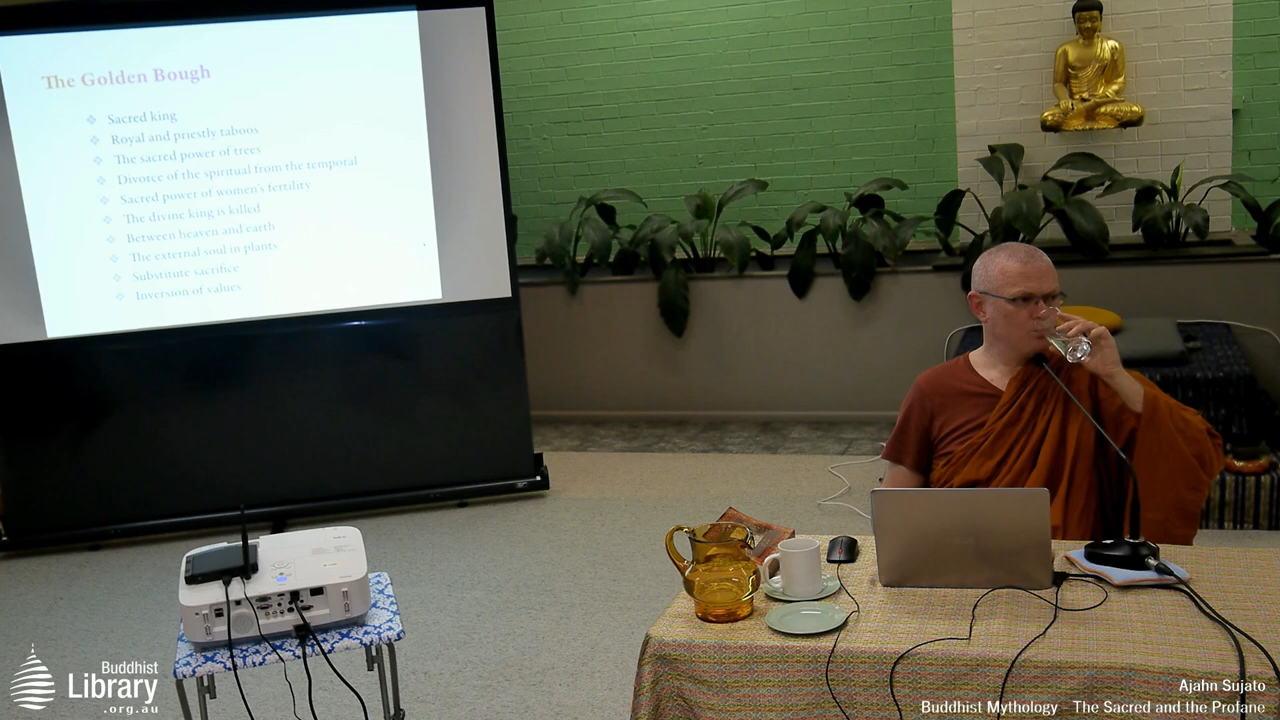 The Golden Bough
Sacred king
Royal and priestly taboos
The sacred power of trees
Divorce of the spiritual from the temporal
Sacred power of women's fertility
The divine king is killed
Between heaven and earth
The external soul in plants
Substitute sacrifice
Inversion of values
Buddhist
Library
.org.au
Ajahn Sujato
Buddhist Mythology _ The Sacred and the Profane